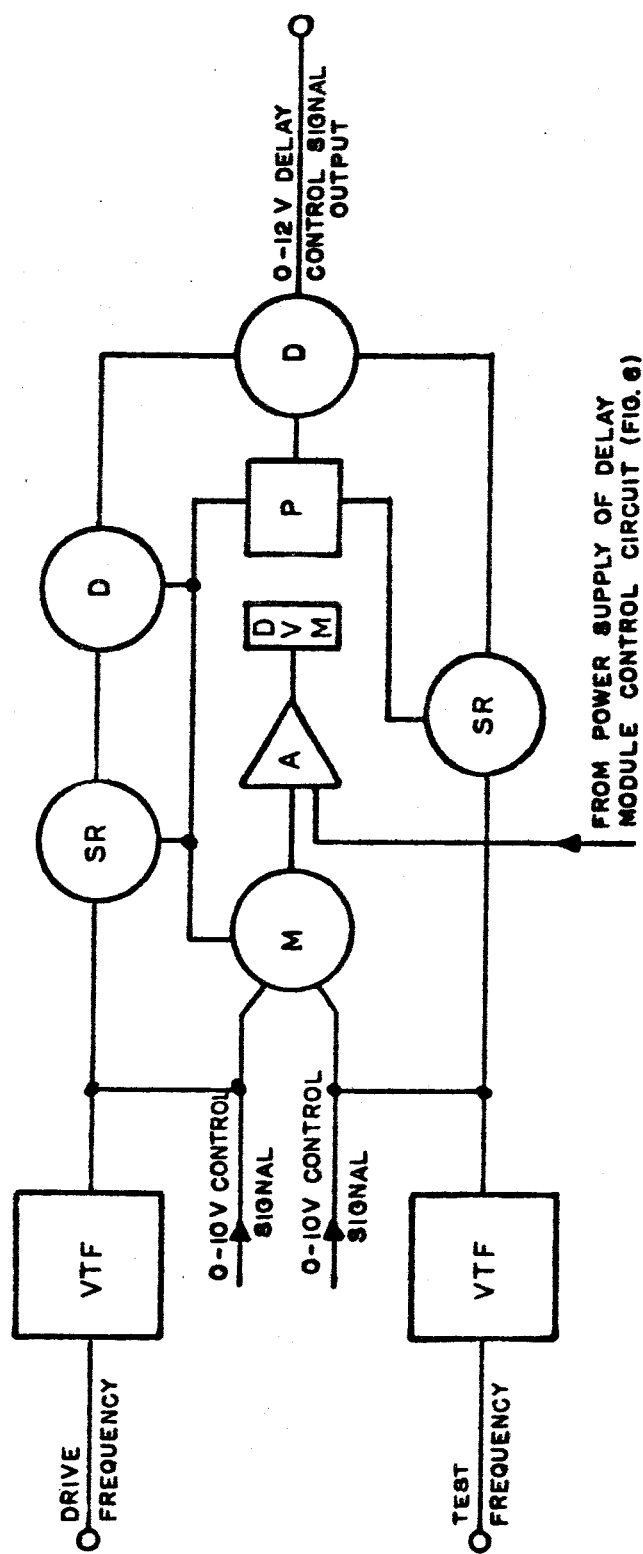 DRIVE
FREQUENCY
VTF
0-10V CONTROL
SIGNAL
0-10V CONTROL
SIGNAL
TEST
FREQUENCY
VTF
SR
D
M
A
D
V
M
P
SR
D
0-12V DELAY
CONTROL SIGNAL
OUTPUT
FROM POWER SUPPLY OF DELAY
MODULE CONTROL CIRCUIT (FIG. 6)